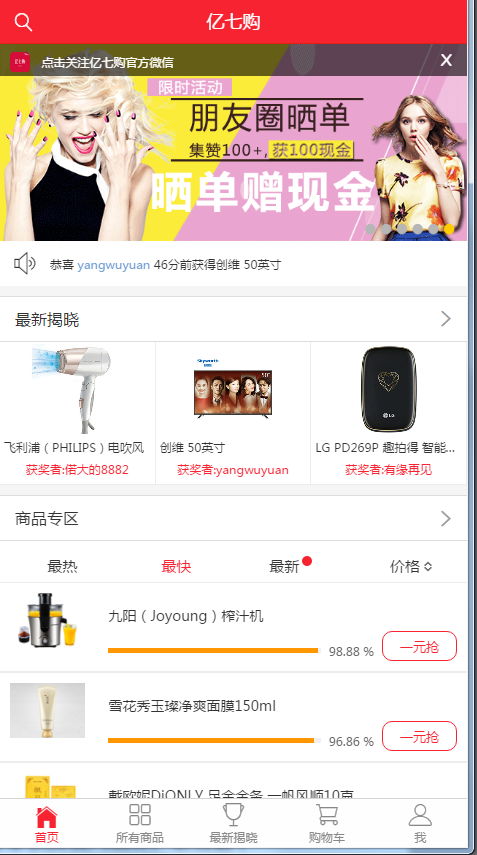 亿七购
点击关注亿七购官方微信
X
限时活动
朋友圈晒单
集赞100+,获100现金
晒单赠现金
恭喜 yangwuyuan 46分前获得创维 50英寸
最新揭晓
Skyworth
50"
LG
飞利浦（PHILIPS）电吹风
创维 50英寸
LG PD269P 趣拍得 智能...
获奖者:偌大的8882
获奖者:yangwuyuan
获奖者:有缘再见
商品专区
最热
最快
最新
价格
九阳（Joyoung）榨汁机
98.88 %
一元抢
雪花秀玉璨净爽面膜150ml
96.86 %
一元抢
戴欧妮DiONLY 足金金条 一帆风顺10克
首页
所有商品
最新揭晓
购物车
我